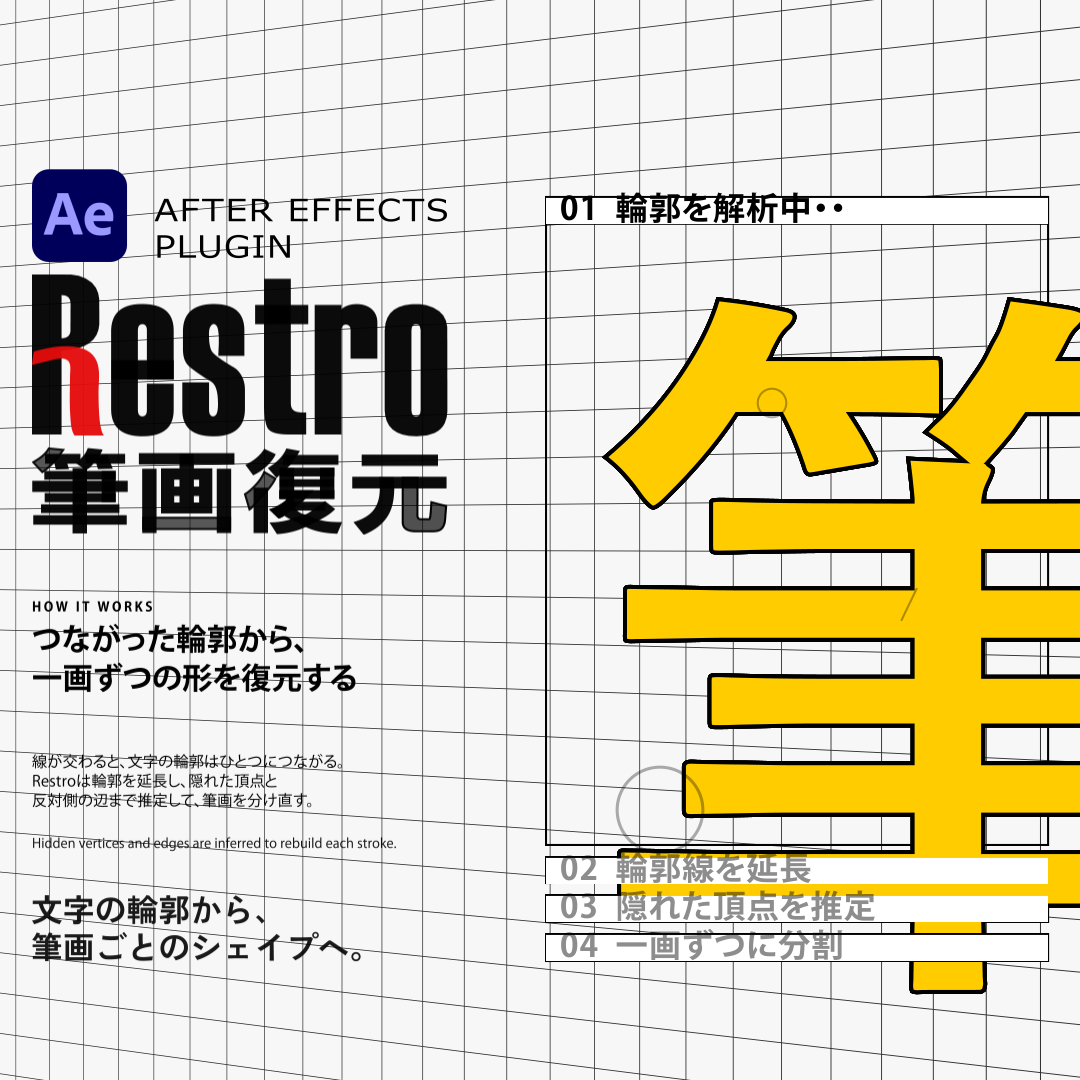 Ae
AFTER EFFECTS
PLUGIN
Restro
筆画復元
HOW IT WORKS
つながった輪郭から、
一画ずつの形を復元する
線が交わると、文字の輪郭はひとつにつながる。
Restroは輪郭を延長し、隠れた頂点と
反対側の辺まで推定して、筆画を分け直す。
Hidden vertices and edges are inferred to rebuild each stroke.
文字の輪郭から、
筆画ごとのシェイプへ。
01 輪郭を解析中・・
筆
02 輪郭線を延長
03 隠れた頂点を推定
04 一画ずつに分割